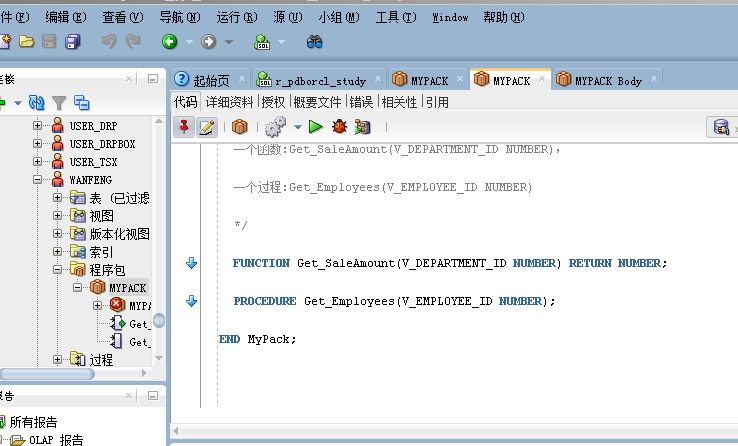 件(F) 编辑(E) 查看(V) 导航(N) 运行(R) 源(U) 小组(M) 工具(T) Window 帮助(H)
起始页 r_pdborcl_study MYPACK MYPACK MYPACK Body
代码 详细资料 授权 概要文件 错误 相关性 引用
USER_DRP
USER_DRPBOX
USER_TSX
WANFENG
表 (已过滤
视图
版本化视图
索引
程序包
MYPACK
MYPA
Get_
Get_
过程
报告
所有报告
OLAP 报告
一个函数:Get_SaleAmount(V_DEPARTMENT_ID NUMBER),
一个过程:Get_Employees(V_EMPLOYEE_ID NUMBER)
*/
FUNCTION Get_SaleAmount(V_DEPARTMENT_ID NUMBER) RETURN NUMBER;
PROCEDURE Get_Employees(V_EMPLOYEE_ID NUMBER);
END MyPack;